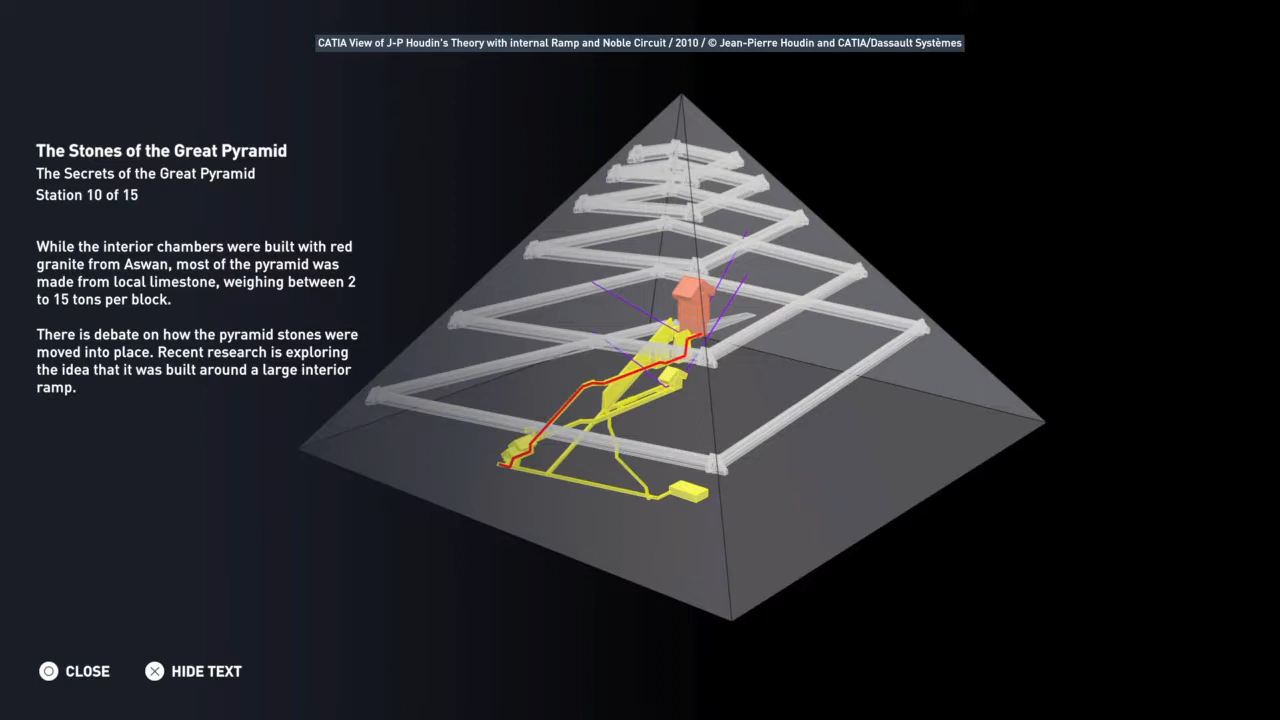 CATIA View of J-P Houdin's Theory with internal Ramp and Noble Circuit / 2010 / © Jean-Pierre Houdin and CATIA/Dassault Systèmes
The Stones of the Great Pyramid
The Secrets of the Great Pyramid
Station 10 of 15
While the interior chambers were built with red
granite from Aswan, most of the pyramid was
made from local limestone, weighing between 2
to 15 tons per block.
There is debate on how the pyramid stones were
moved into place. Recent research is exploring
the idea that it was built around a large interior
ramp.
CLOSE HIDE TEXT